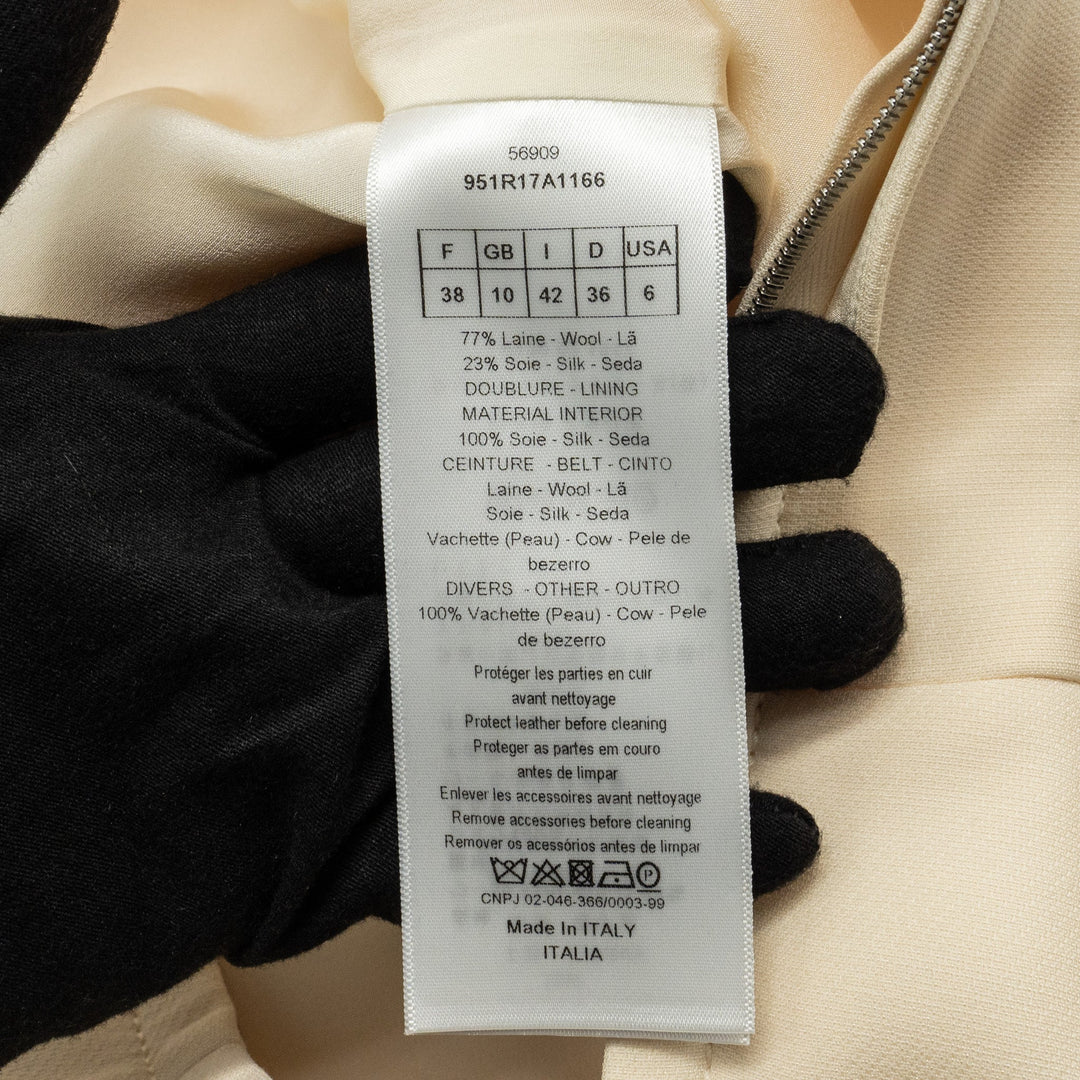 56909
951R17A1166
F GB I D USA
38 10 42 36 6
77% Laine - Wool - Lã
23% Soie - Silk - Seda
DOUBLURE - LINING
MATERIAL INTERIOR
100% Soie - Silk - Seda
CEINTURE - BELT - CINTO
Laine - Wool - Lã
Soie - Silk - Seda
Vachette (Peau) - Cow - Pele de
bezerro
DIVERS - OTHER - OUTRO
100% Vachette (Peau) - Cow - Pele
de bezerro
Protéger les parties en cuir
avant nettoyage
Protect leather before cleaning
Proteger as partes em couro
antes de limpar
Enlever les accessoires avant nettoyage
Remove accessories before cleaning
Remover os acessórios antes de limpar
P
CNPJ 02-046-366/0003-99
Made In ITALY
ITALIA